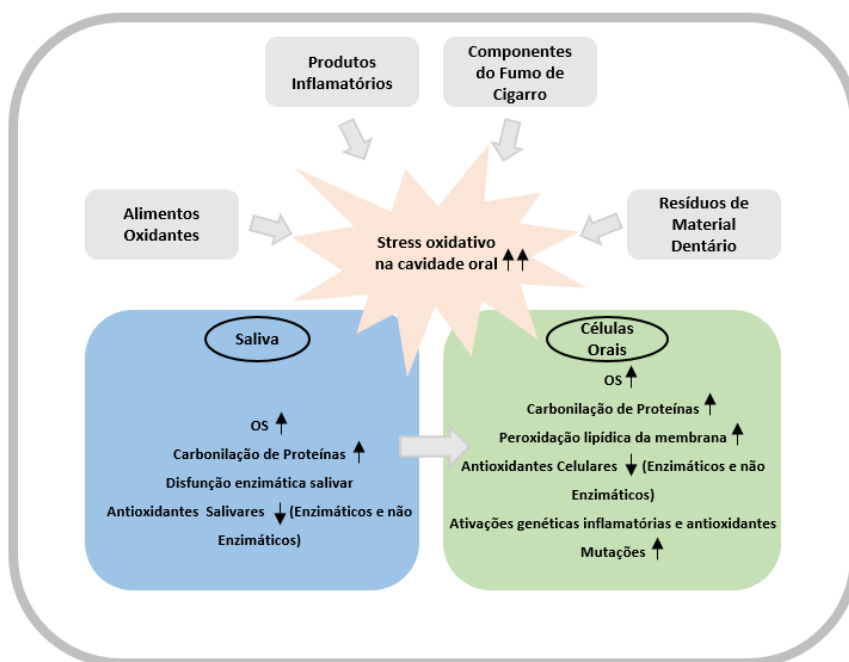 Produtos
Inflamatórios
Componentes
do Fumo de
Cigarro
Alimentos
Oxidantes
Resíduos de
Material
Dentário
Stress oxidativo
na cavidade oral
Saliva
OS
Carbonilação de Proteínas
Disfunção enzimática salivar
Antioxidantes Salivares (Enzimáticos e não
Enzimáticos)
Células
Orais
OS
Carbonilação de Proteínas
Peroxidação lipídica da membrana
Antioxidantes Celulares (Enzimáticos e não
Enzimáticos)
Ativações genéticas inflamatórias e antioxidantes
Mutações